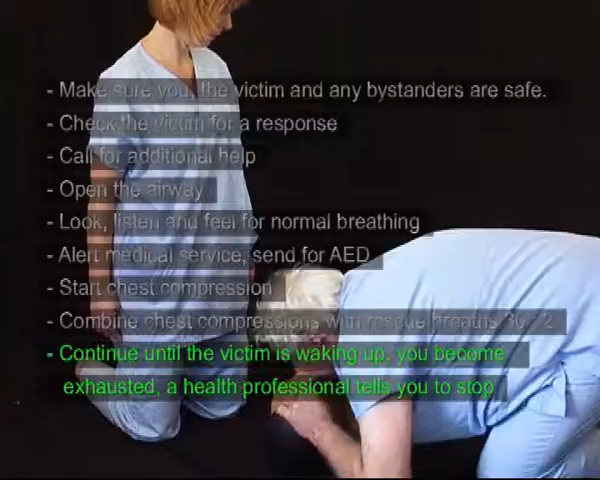 - Make sure you, the victim and any bystanders are safe.
- Check the victim for a response
- Call for additional help
- Open the airway
- Look, listen and feel for normal breathing
- Alert medical service, send for AED
- Start chest compression
- Combine chest compressions with rescue breaths 30 : 2
- Continue until the victim is waking up, you become
exhausted, a health professional tells you to stop